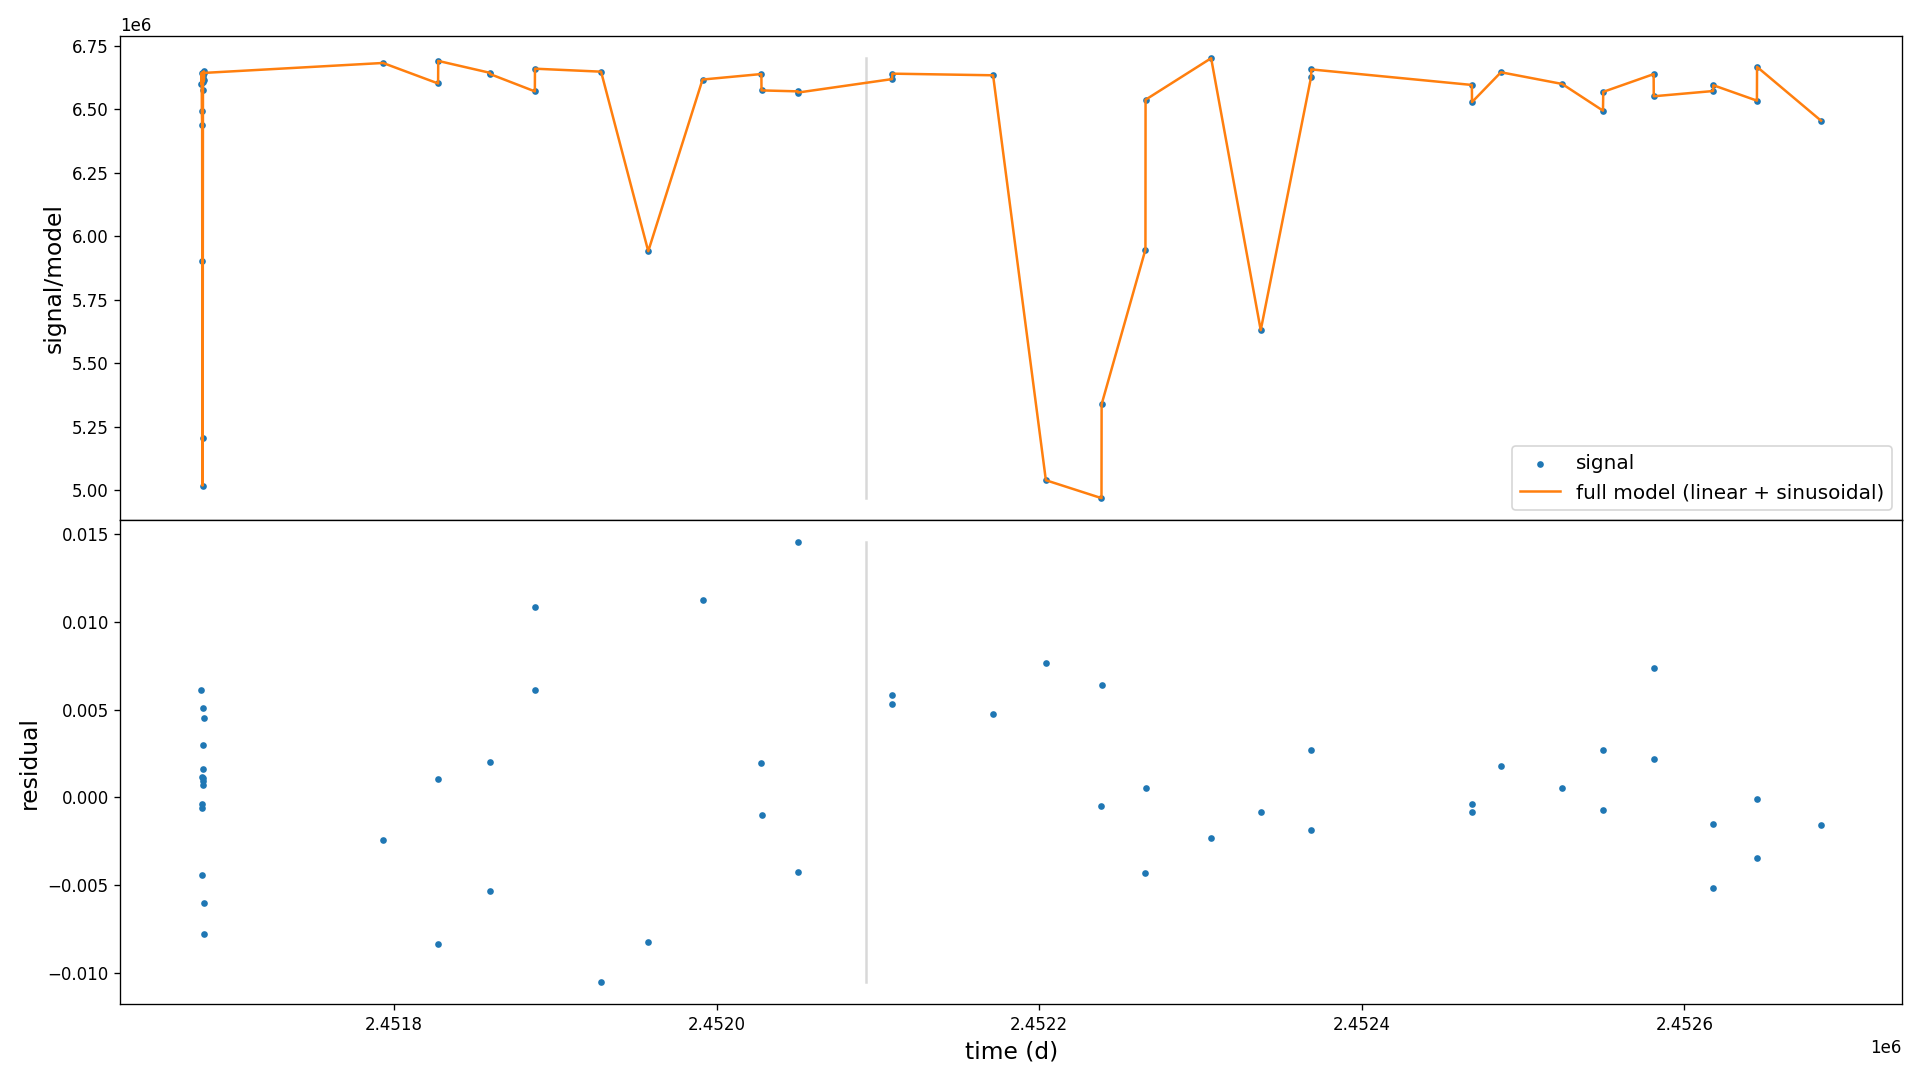 1e6
6.75
6.50
6.25
6.00
5.75
5.50
5.25
5.00
signal/model
signal
full model (linear + sinusoidal)
0.015
0.010
0.005
0.000
−0.005
−0.010
residual
2.4518
2.4520
2.4522
2.4524
2.4526
time (d)
1e6